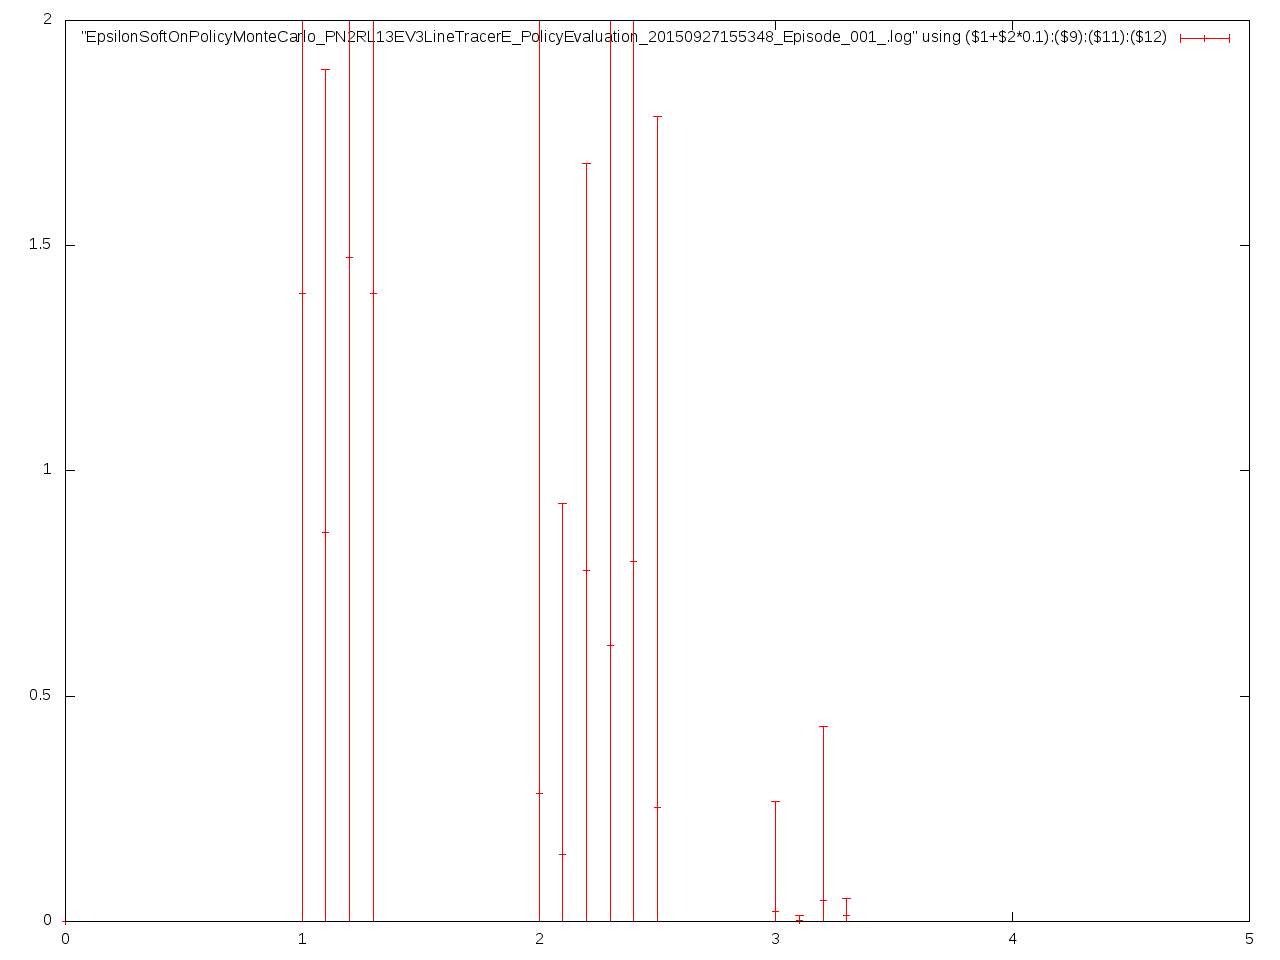 2
"EpsilonSoftOnPolicyMonteCarlo_PN2RL13EV3LineTracerE_PolicyEvaluation_20150927155348_Episode_001_.log" using ($1+$2*0.1):($9):($11):($12)
1.5
1
0.5
0
0 1 2 3 4 5